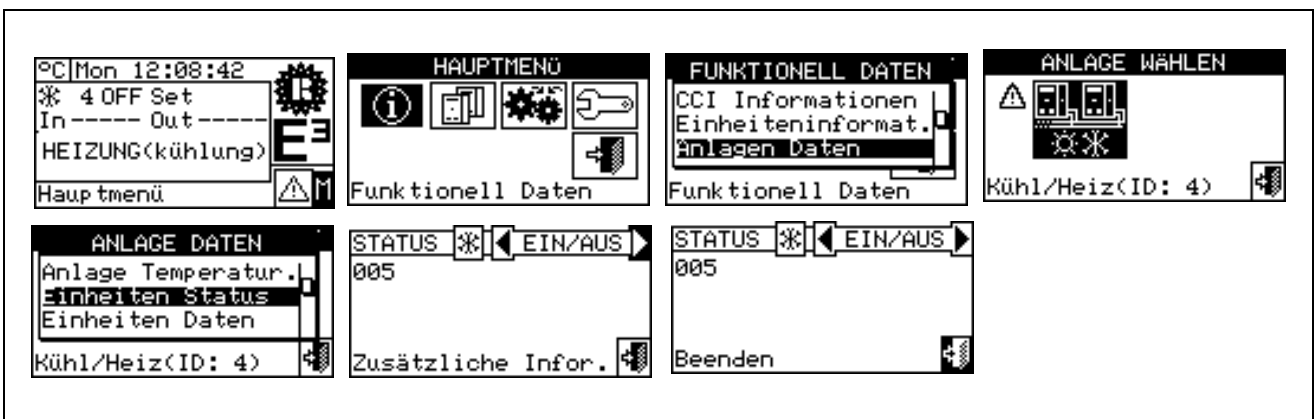 °C Mon 12:08:42
4 OFF Set
In ----- Out -----
HEIZUNG(kühlung)
E³
Hauptmenü
M
HAUPTMENÜ
Funktionell Daten
FUNKTIONELL DATEN
CCI Informationen
Einheiteninformat.
Anlagen Daten
Funktionell Daten
ANLAGE WÄHLEN
Kühl/Heiz(ID: 4)
ANLAGE DATEN
Anlage Temperatur.
Einheiten Status
Einheiten Daten
Kühl/Heiz(ID: 4)
STATUS EIN/AUS
005
Zusätzliche Infor.
STATUS EIN/AUS
005
Beenden